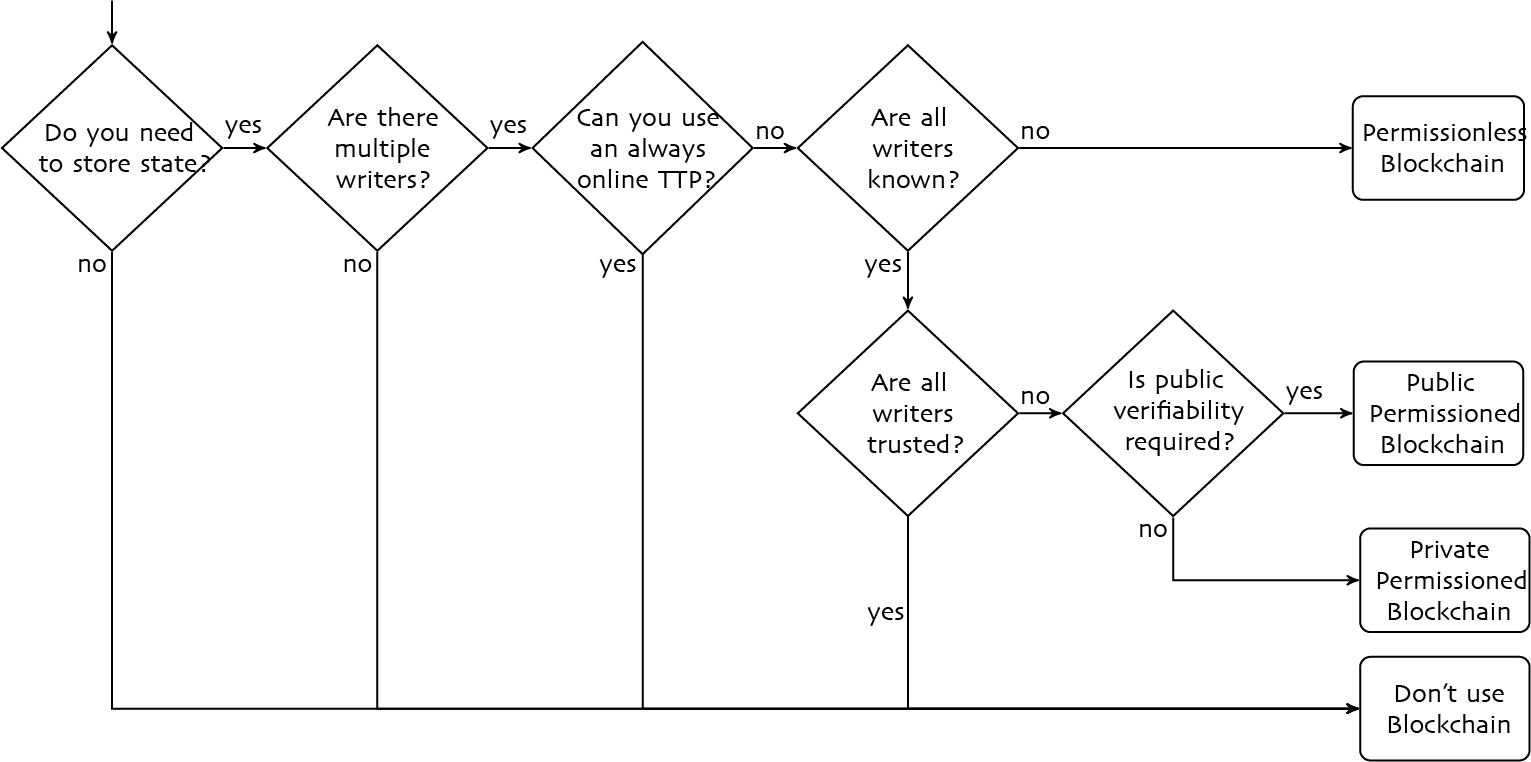 Do you need
to store state?
yes
no
Are there
multiple
writers?
yes
no
Can you use
an always
online TTP?
no
yes
Are all
writers
known?
no
yes
Permissionless
Blockchain
Are all
writers
trusted?
no
yes
Is public
verifiability
required?
yes
no
Public
Permissioned
Blockchain
Private
Permissioned
Blockchain
Don't use
Blockchain